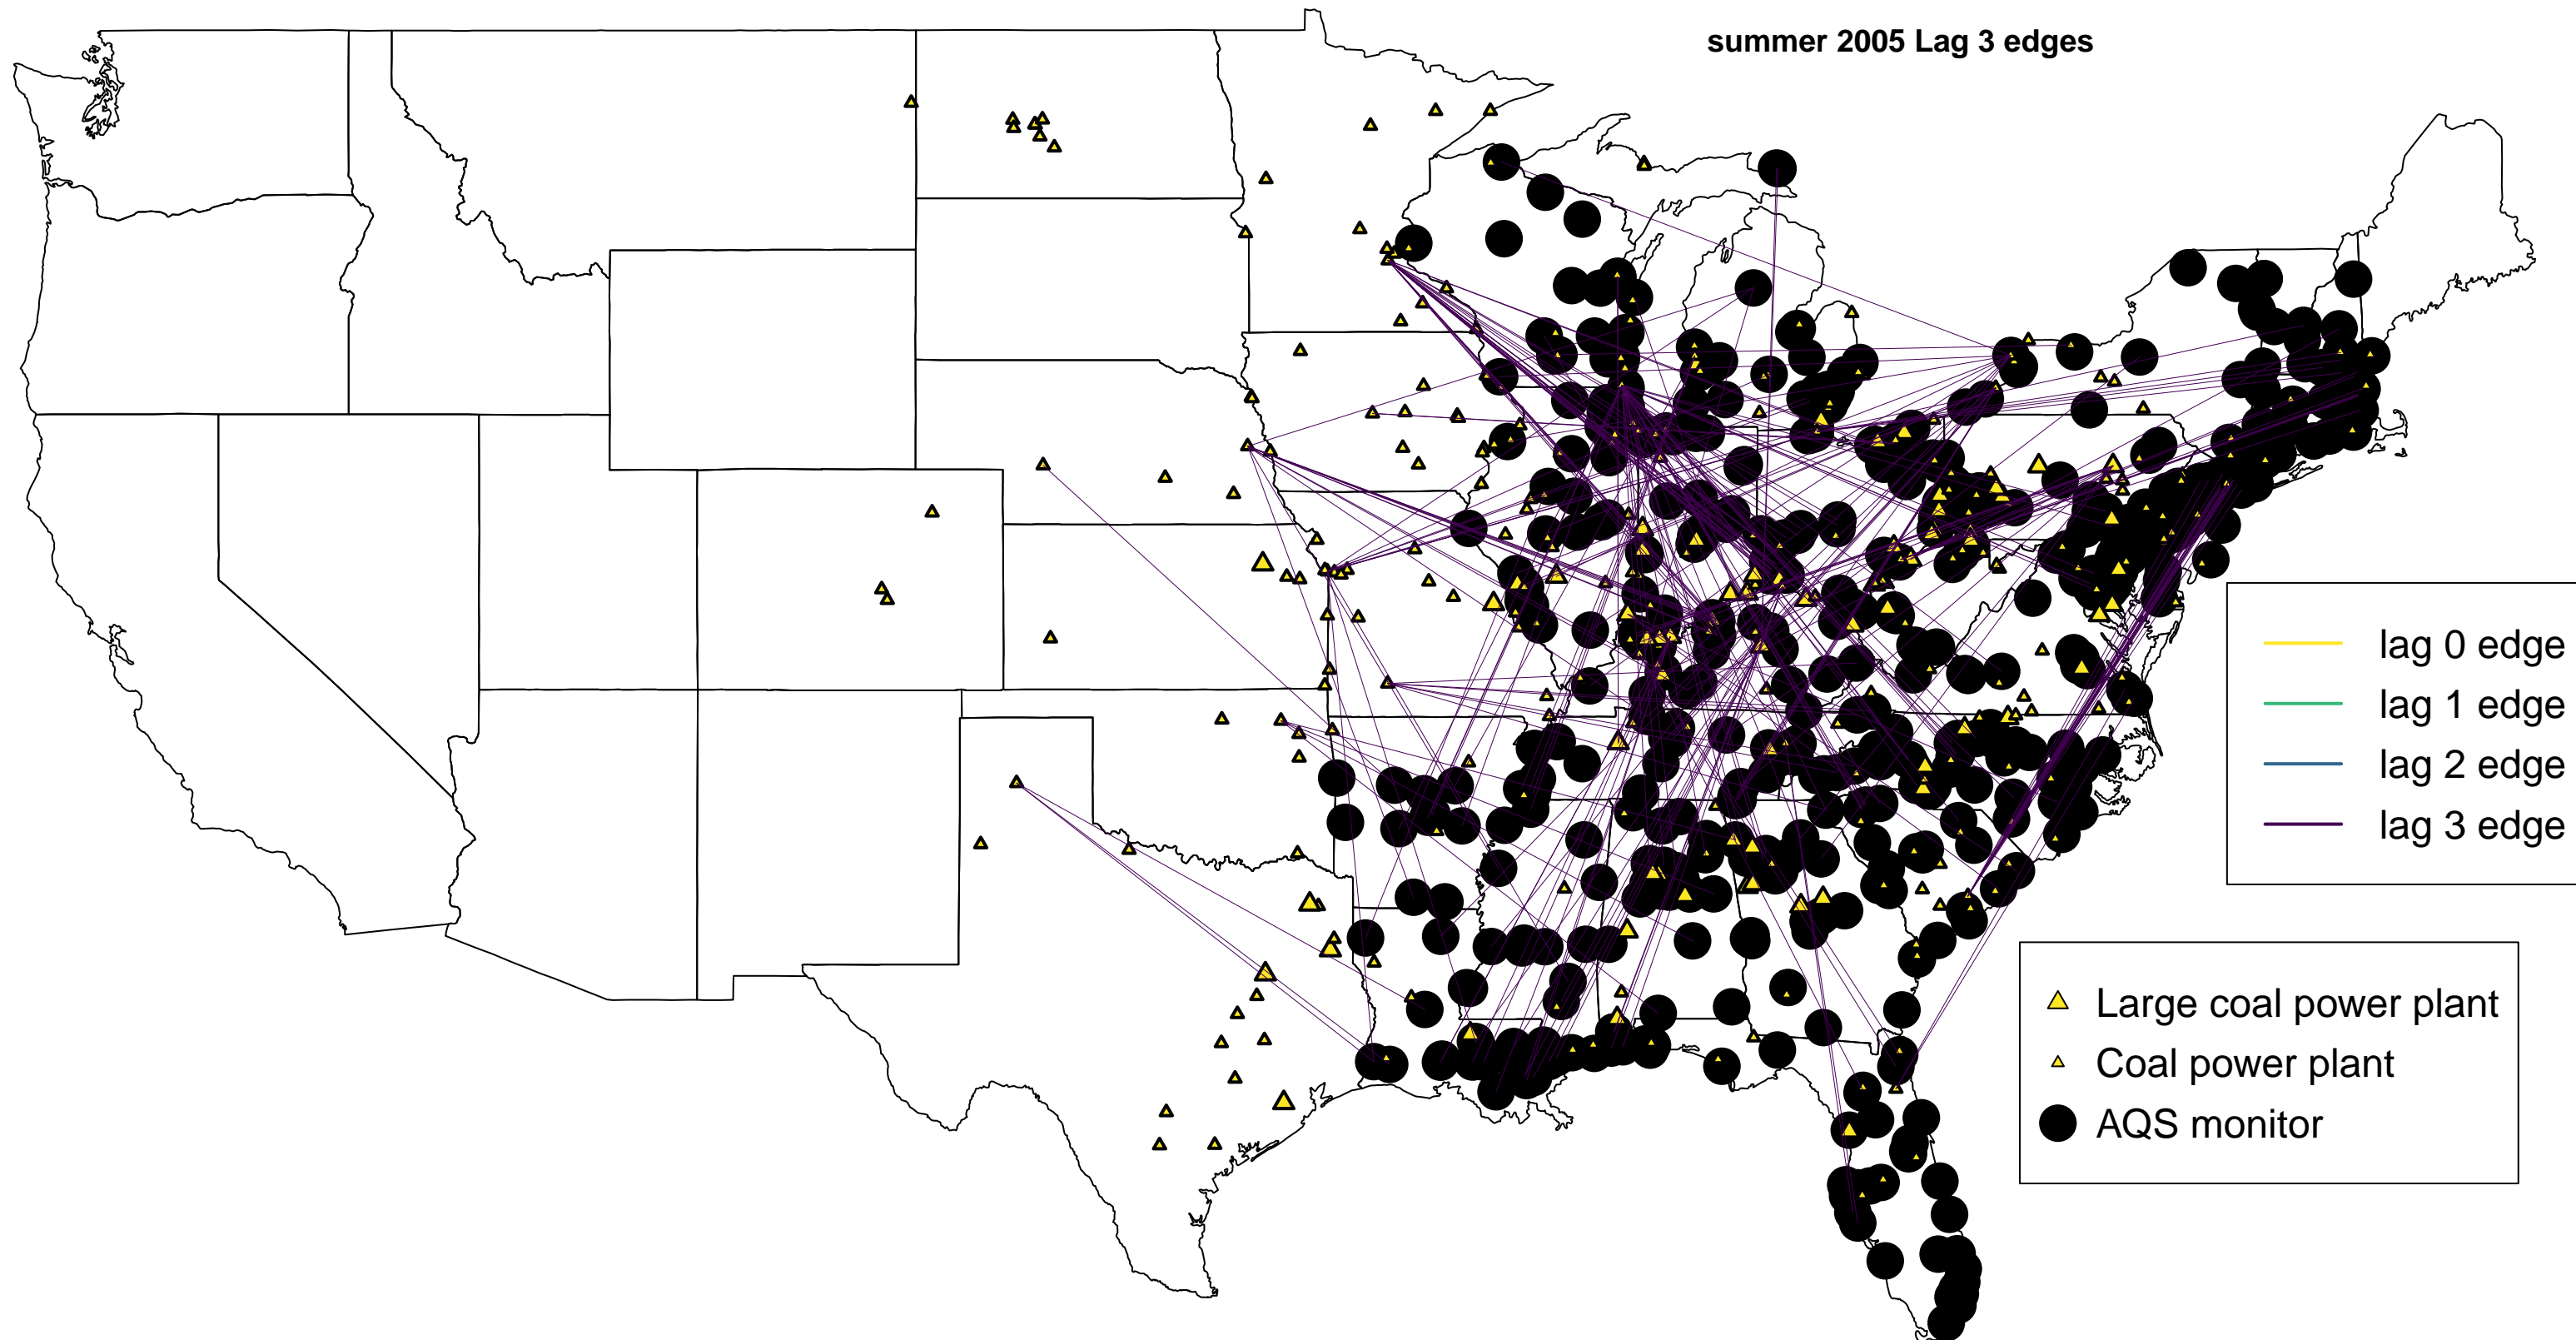 summer 2005 Lag 3 edges
lag 0 edge
lag 1 edge
lag 2 edge
lag 3 edge
Large coal power plant
Coal power plant
AQS monitor